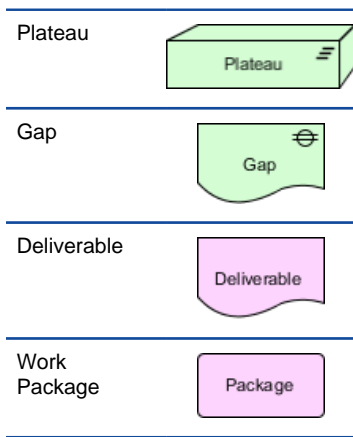 Plateau
Plateau
Gap
Gap
Deliverable
Deliverable
Work
Package
Package